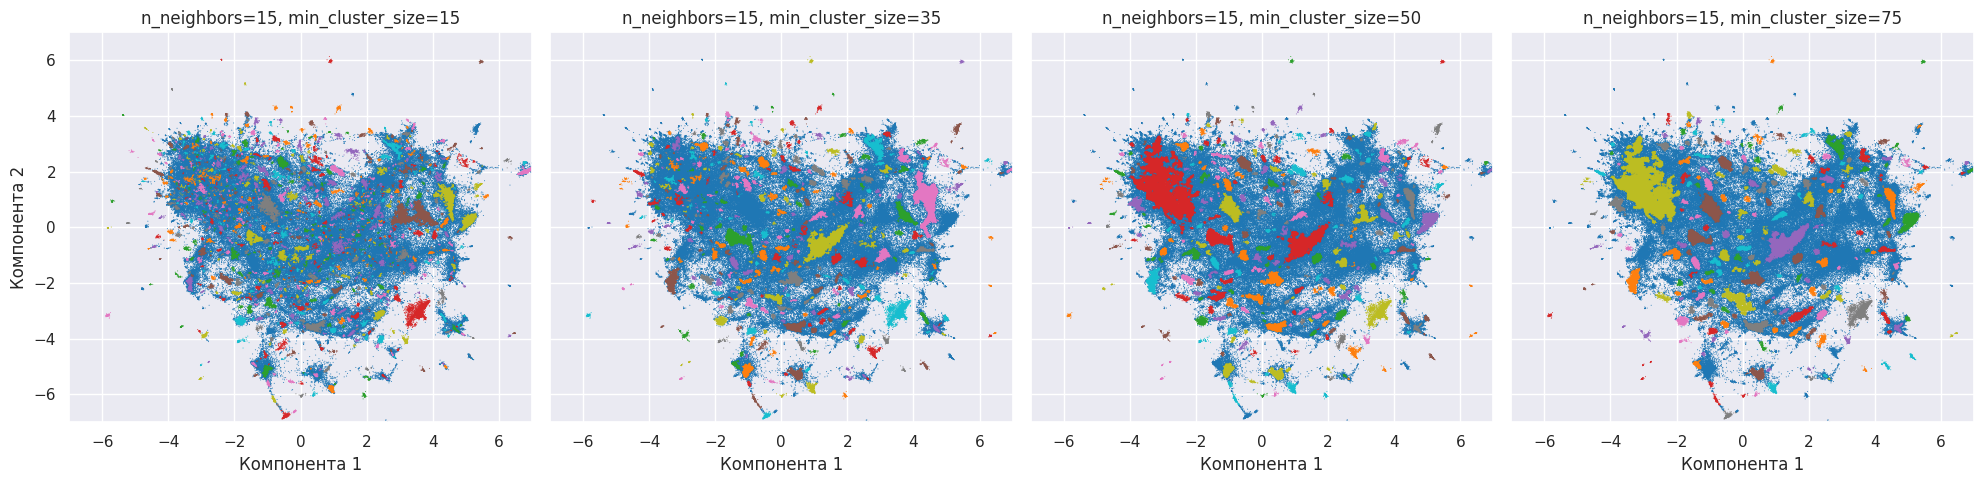 n_neighbors=15, min_cluster_size=15
n_neighbors=15, min_cluster_size=35
n_neighbors=15, min_cluster_size=50
n_neighbors=15, min_cluster_size=75
Компонента 2
6
4
2
0
−2
−4
−6
−6 −4 −2 0 2 4 6
−6 −4 −2 0 2 4 6
−6 −4 −2 0 2 4 6
−6 −4 −2 0 2 4 6
Компонента 1
Компонента 1
Компонента 1
Компонента 1